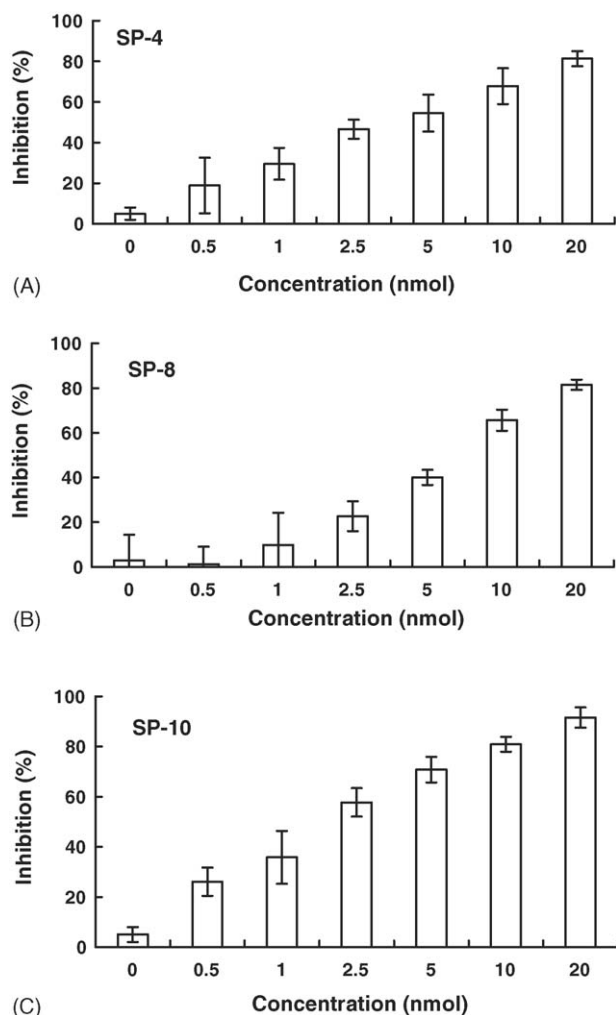 100
SP-4
80
60
40
20
0
Inhibition (%)
0 0.5 1 2.5 5 10 20
(A) Concentration (nmol)
100
SP-8
80
60
40
20
0
Inhibition (%)
0 0.5 1 2.5 5 10 20
(B) Concentration (nmol)
100
SP-10
80
60
40
20
0
Inhibition (%)
0 0.5 1 2.5 5 10 20
(C) Concentration (nmol)